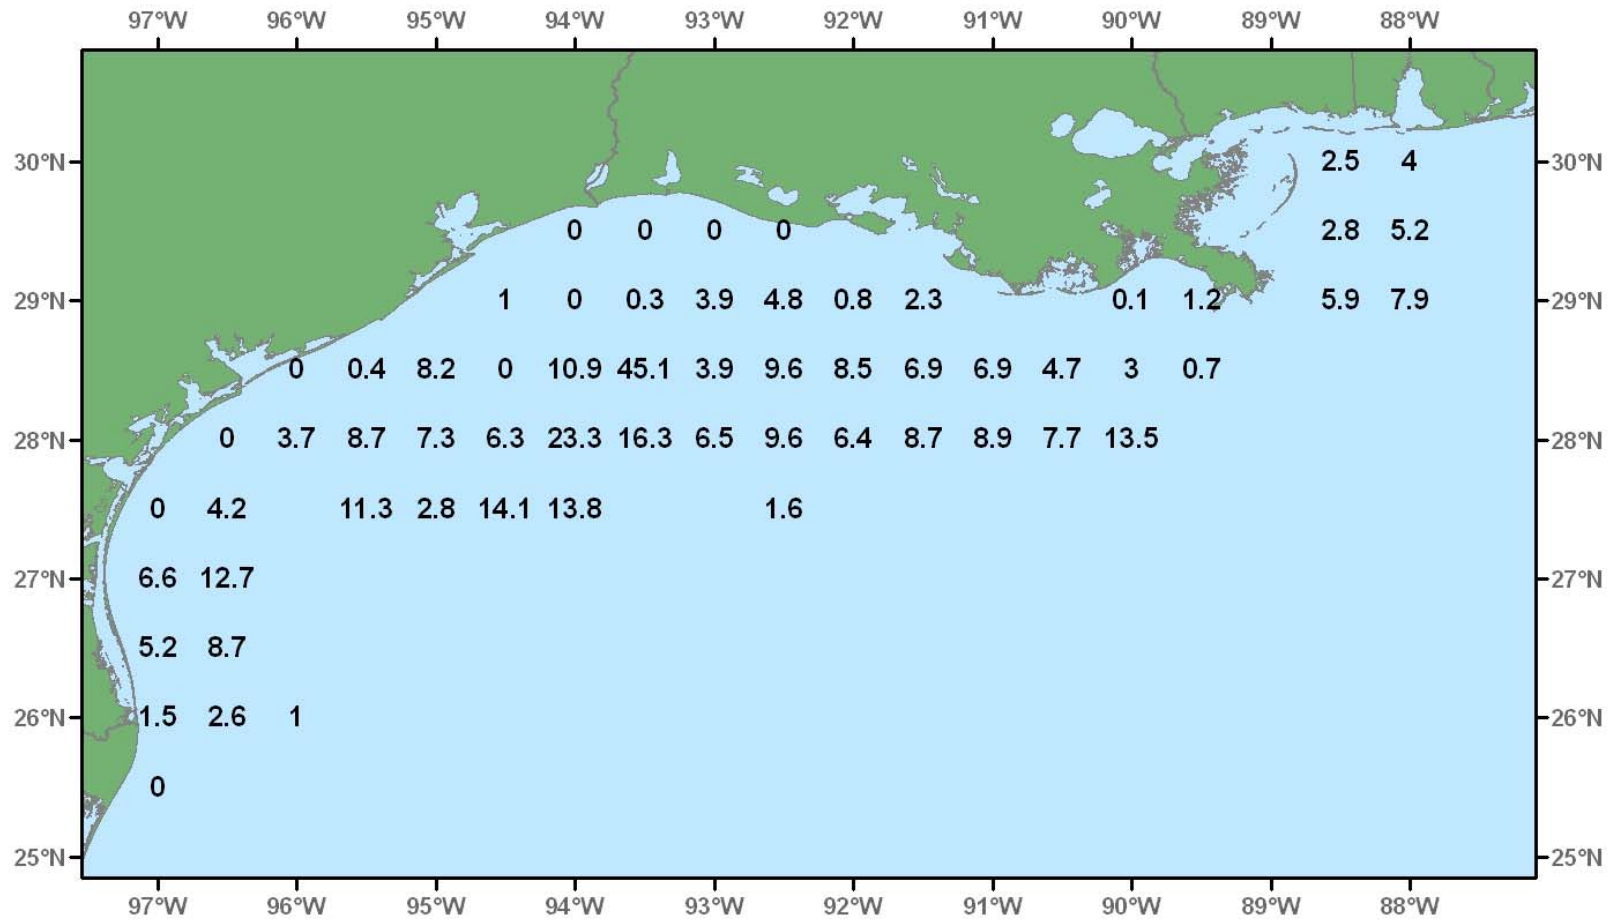 97°W 96°W 95°W 94°W 93°W 92°W 91°W 90°W 89°W 88°W
30°N 2.5 4 30°N
0 0 0 0 2.8 5.2
29°N 1 0 0.3 3.9 4.8 0.8 2.3 0.1 1.2 5.9 7.9 29°N
0 0.4 8.2 0 10.9 45.1 3.9 9.6 8.5 6.9 6.9 4.7 3 0.7
28°N 0 3.7 8.7 7.3 6.3 23.3 16.3 6.5 9.6 6.4 8.7 8.9 7.7 13.5 28°N
0 4.2 11.3 2.8 14.1 13.8 1.6
27°N 6.6 12.7 27°N
5.2 8.7
26°N 1.5 2.6 1 26°N
0
25°N 25°N
97°W 96°W 95°W 94°W 93°W 92°W 91°W 90°W 89°W 88°W